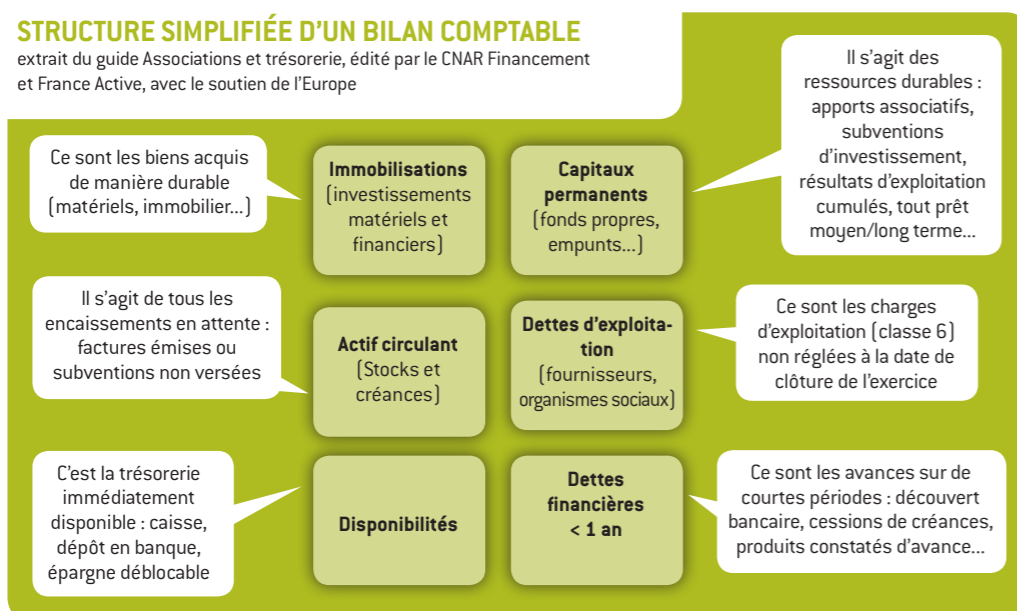 STRUCTURE SIMPLIFIÉE D'UN BILAN COMPTABLE
extrait du guide Associations et trésorerie, édité par le CNAR Financement
et France Active, avec le soutien de l'Europe
Ce sont les biens acquis
de manière durable
(matériels, immobilier...)
Immobilisations
(investissements
matériels et
financiers)
Capitaux
permanents
(fonds propres,
empunts...)
Il s'agit des
ressources durables :
apports associatifs,
subventions
d'investissement,
résultats d'exploitation
cumulés, tout prêt
moyen/long terme...
Il s'agit de tous les
encaissements en attente :
factures émises ou
subventions non versées
Actif circulant
(Stocks et
créances)
Dettes d'exploita-
tion
(fournisseurs,
organismes sociaux)
Ce sont les charges
d'exploitation (classe 6)
non réglées à la date de
clôture de l'exercice
C'est la trésorerie
immédiatement
disponible : caisse,
dépôt en banque,
épargne déblocable
Disponibilités
Dettes
financières
< 1 an
Ce sont les avances sur de
courtes périodes : découvert
bancaire, cessions de créances,
produits constatés d'avance...